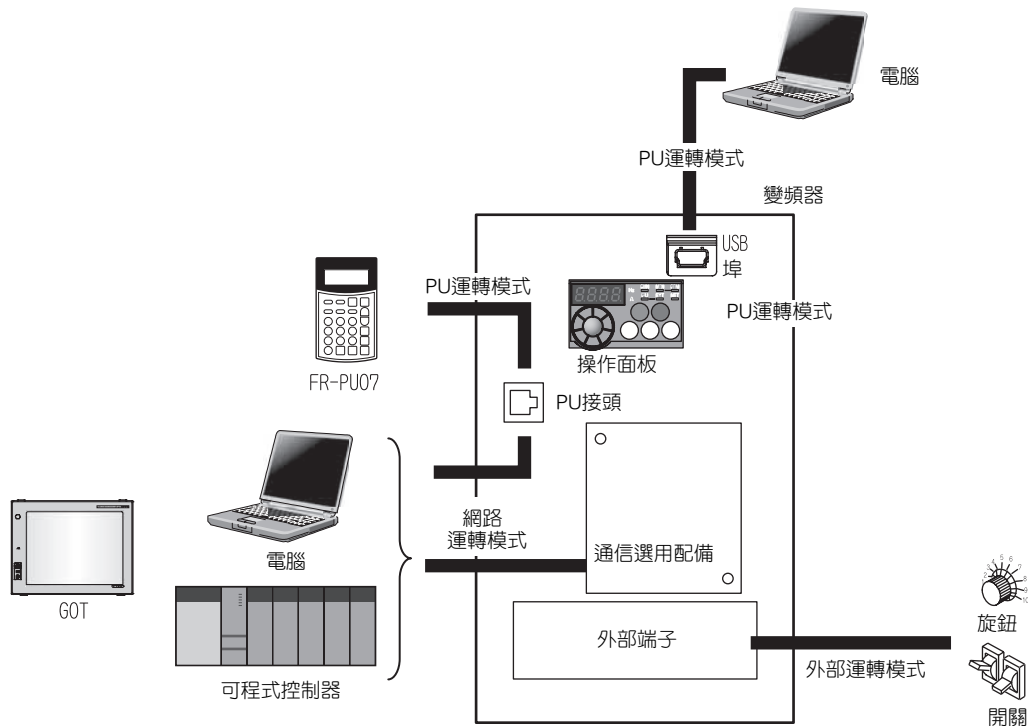 電腦
PU運轉模式
變頻器
USB
埠
PU運轉模式
PU運轉模式
操作面板
FR-PU07
PU接頭
網路
運轉模式
通信選用配備
電腦
GOT
可程式控制器
外部端子
外部運轉模式
旋鈕
開關